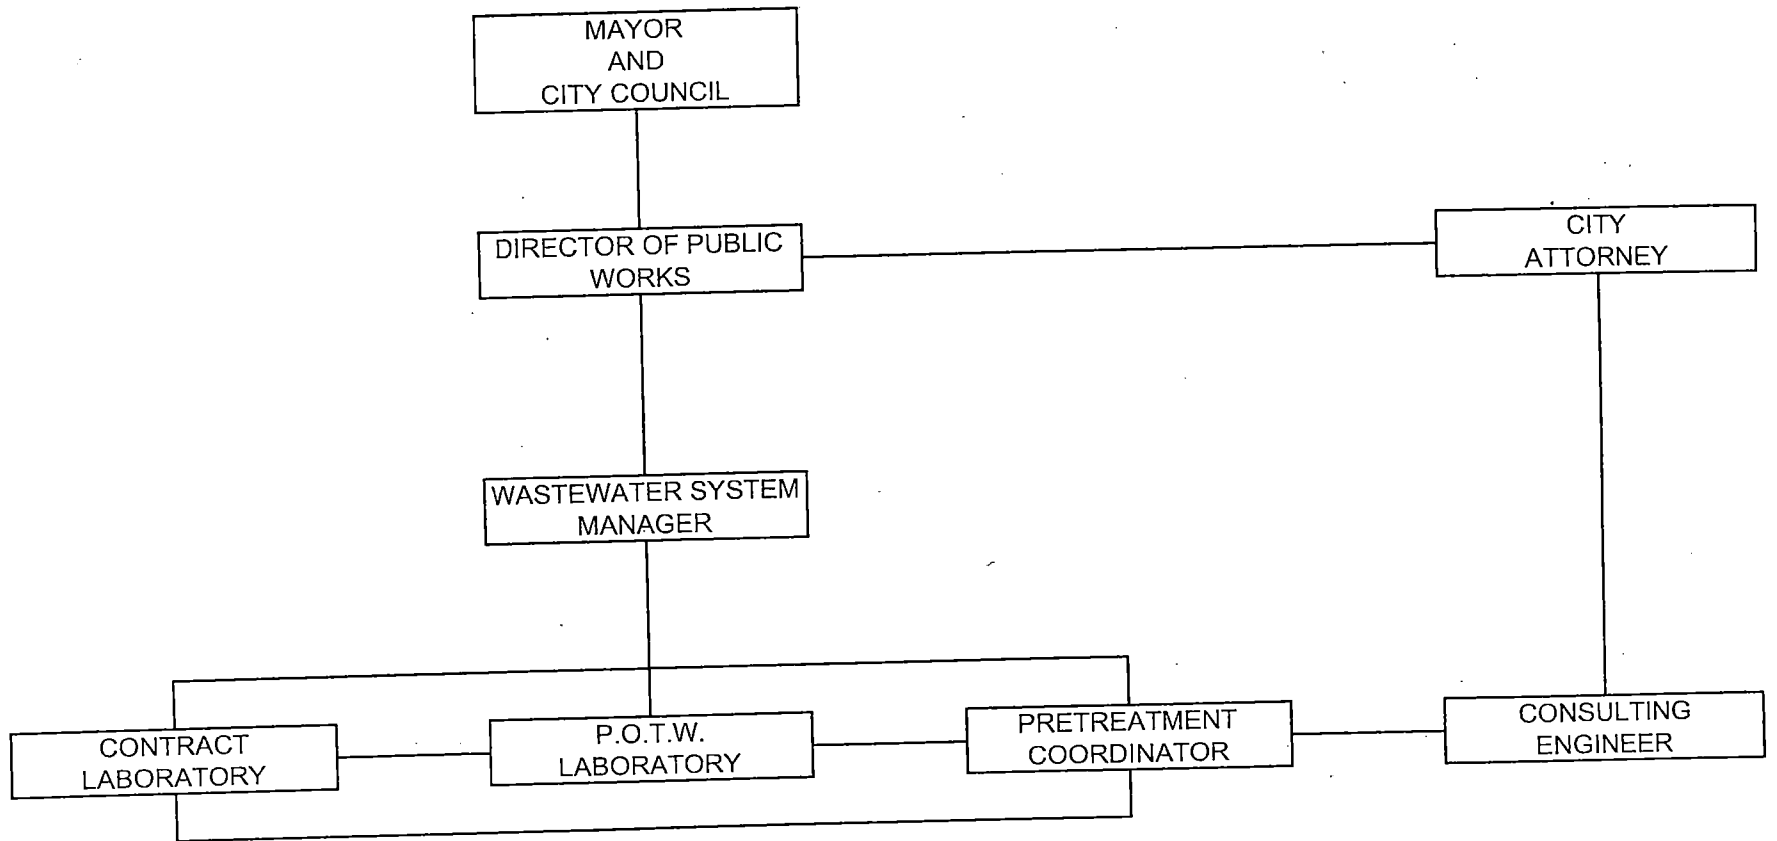 MAYOR
AND
CITY COUNCIL
DIRECTOR OF PUBLIC
WORKS
CITY
ATTORNEY
WASTEWATER SYSTEM
MANAGER
CONTRACT
LABORATORY
P.O.T.W.
LABORATORY
PRETREATMENT
COORDINATOR
CONSULTING
ENGINEER